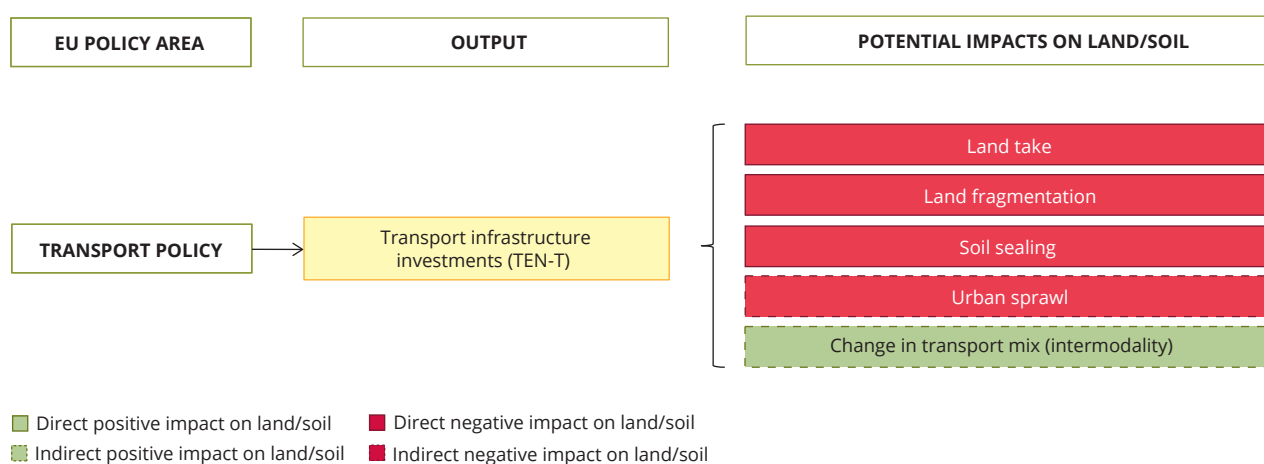 EU POLICY AREA
OUTPUT
POTENTIAL IMPACTS ON LAND/SOIL
TRANSPORT POLICY
Transport infrastructure
investments (TEN-T)
Land take
Land fragmentation
Soil sealing
Urban sprawl
Change in transport mix (intermodality)
Direct positive impact on land/soil
Direct negative impact on land/soil
Indirect positive impact on land/soil
Indirect negative impact on land/soil